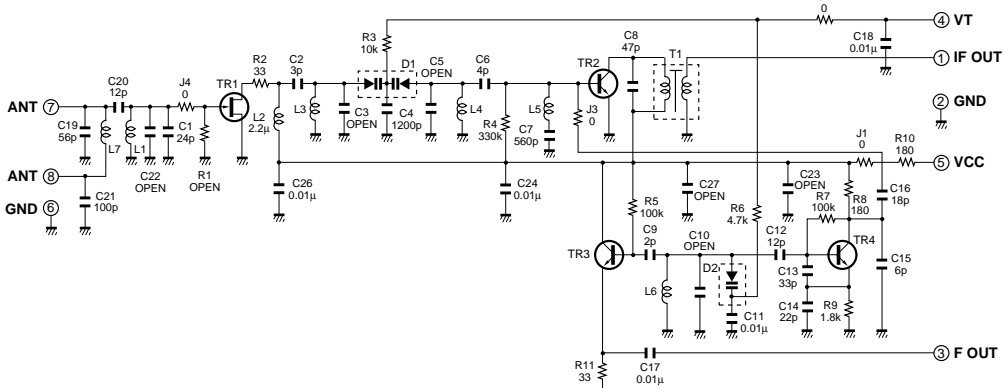 0
4 VT
C18
0.01μ
R3
10k
C8
47p
T1
1 IF OUT
R2
33
C2
3p
D1
C5
OPEN
C6
4p
TR2
C20
12p
J4
0
TR1
2 GND
ANT 7
C19
56p
L7
L1
C22
OPEN
C1
24p
R1
OPEN
L2
2.2μ
L3
C3
OPEN
C4
1200p
L4
R4
330k
L5
C7
560p
J3
0
J1
0
R10
180
5 VCC
ANT 8
C21
100p
GND
6
C26
0.01μ
C24
0.01μ
C27
OPEN
C23
OPEN
R8
180
C16
18p
R5
100k
R6
4.7k
R7
100k
C9
2p
C10
OPEN
C12
12p
TR3
TR4
D2
L6
C13
33p
C15
6p
C14
22p
R9
1.8k
C11
0.01μ
R11
33
C17
0.01μ
3 F OUT